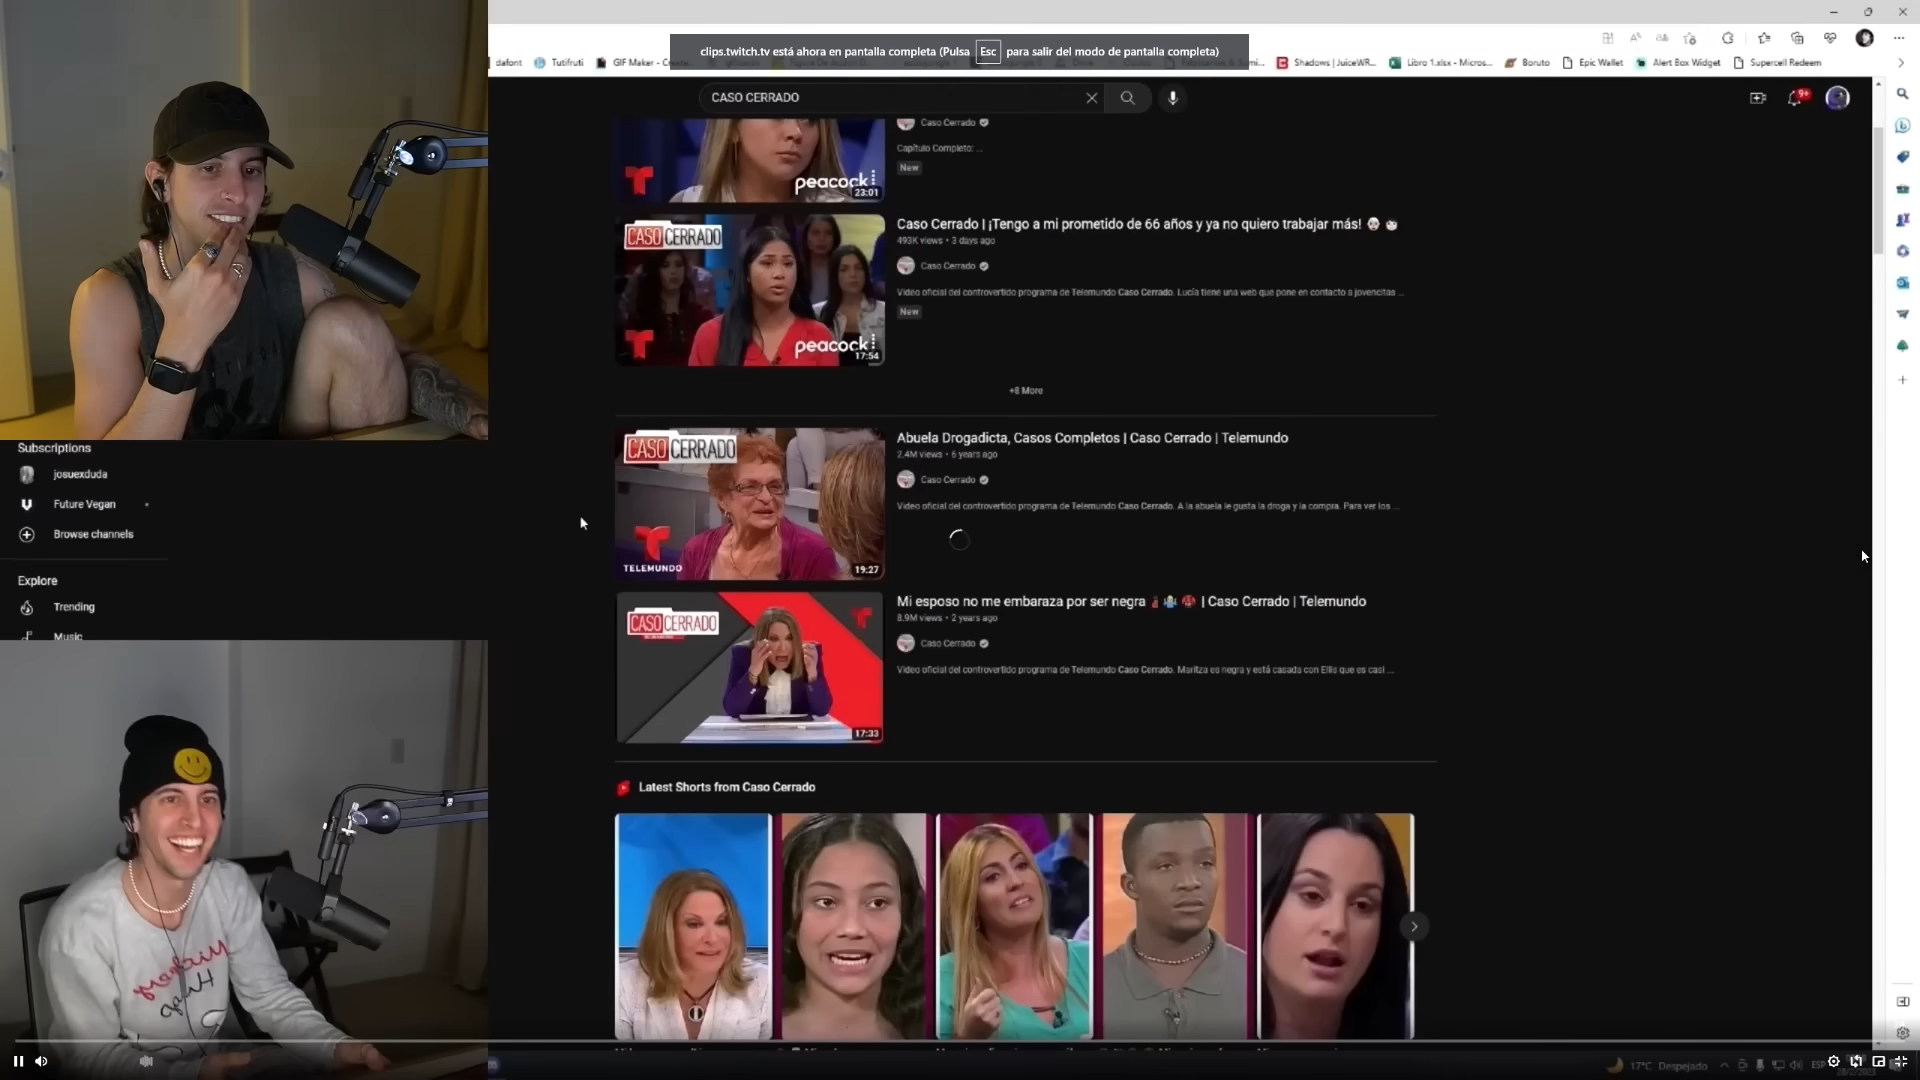 clips.twitch.tv está ahora en pantalla completa (Pulsa Esc para salir del modo de pantalla completa)
dafont Tutifruti GIF Maker - Shadows | JuiceWR... Libro 1.xlsx - Micros... Boruto Epic Wallet Alert Box Widget Supercell Redeem
CASO CERRADO
9+
Caso Cerrado
Capítulo Completo: ...
New
peacock
23:01
CASO CERRADO
peacock
17:54
Caso Cerrado | ¡Tengo a mi prometido de 66 años y ya no quiero trabajar más!
493K views • 3 days ago
Caso Cerrado
Video oficial del controvertido programa de Telemundo Caso Cerrado. Lucía tiene una web que pone en contacto a jovencitas ...
New
+8 More
Subscriptions
josuexduda
Future Vegan
Browse channels
Explore
Trending
Music
CASO CERRADO
TELEMUNDO
19:27
Abuela Drogadicta, Casos Completos | Caso Cerrado | Telemundo
2.4M views • 6 years ago
Caso Cerrado
Video oficial del controvertido programa de Telemundo Caso Cerrado. A la abuela le gusta la droga y la compra. Para ver los ...
CASO CERRADO
17:33
Mi esposo no me embaraza por ser negra | Caso Cerrado | Telemundo
8.9M views • 2 years ago
Caso Cerrado
Video oficial del controvertido programa de Telemundo Caso Cerrado. Maritza es negra y está casada con Ellis que es casi ...
Latest Shorts from Caso Cerrado
17°C Despejado